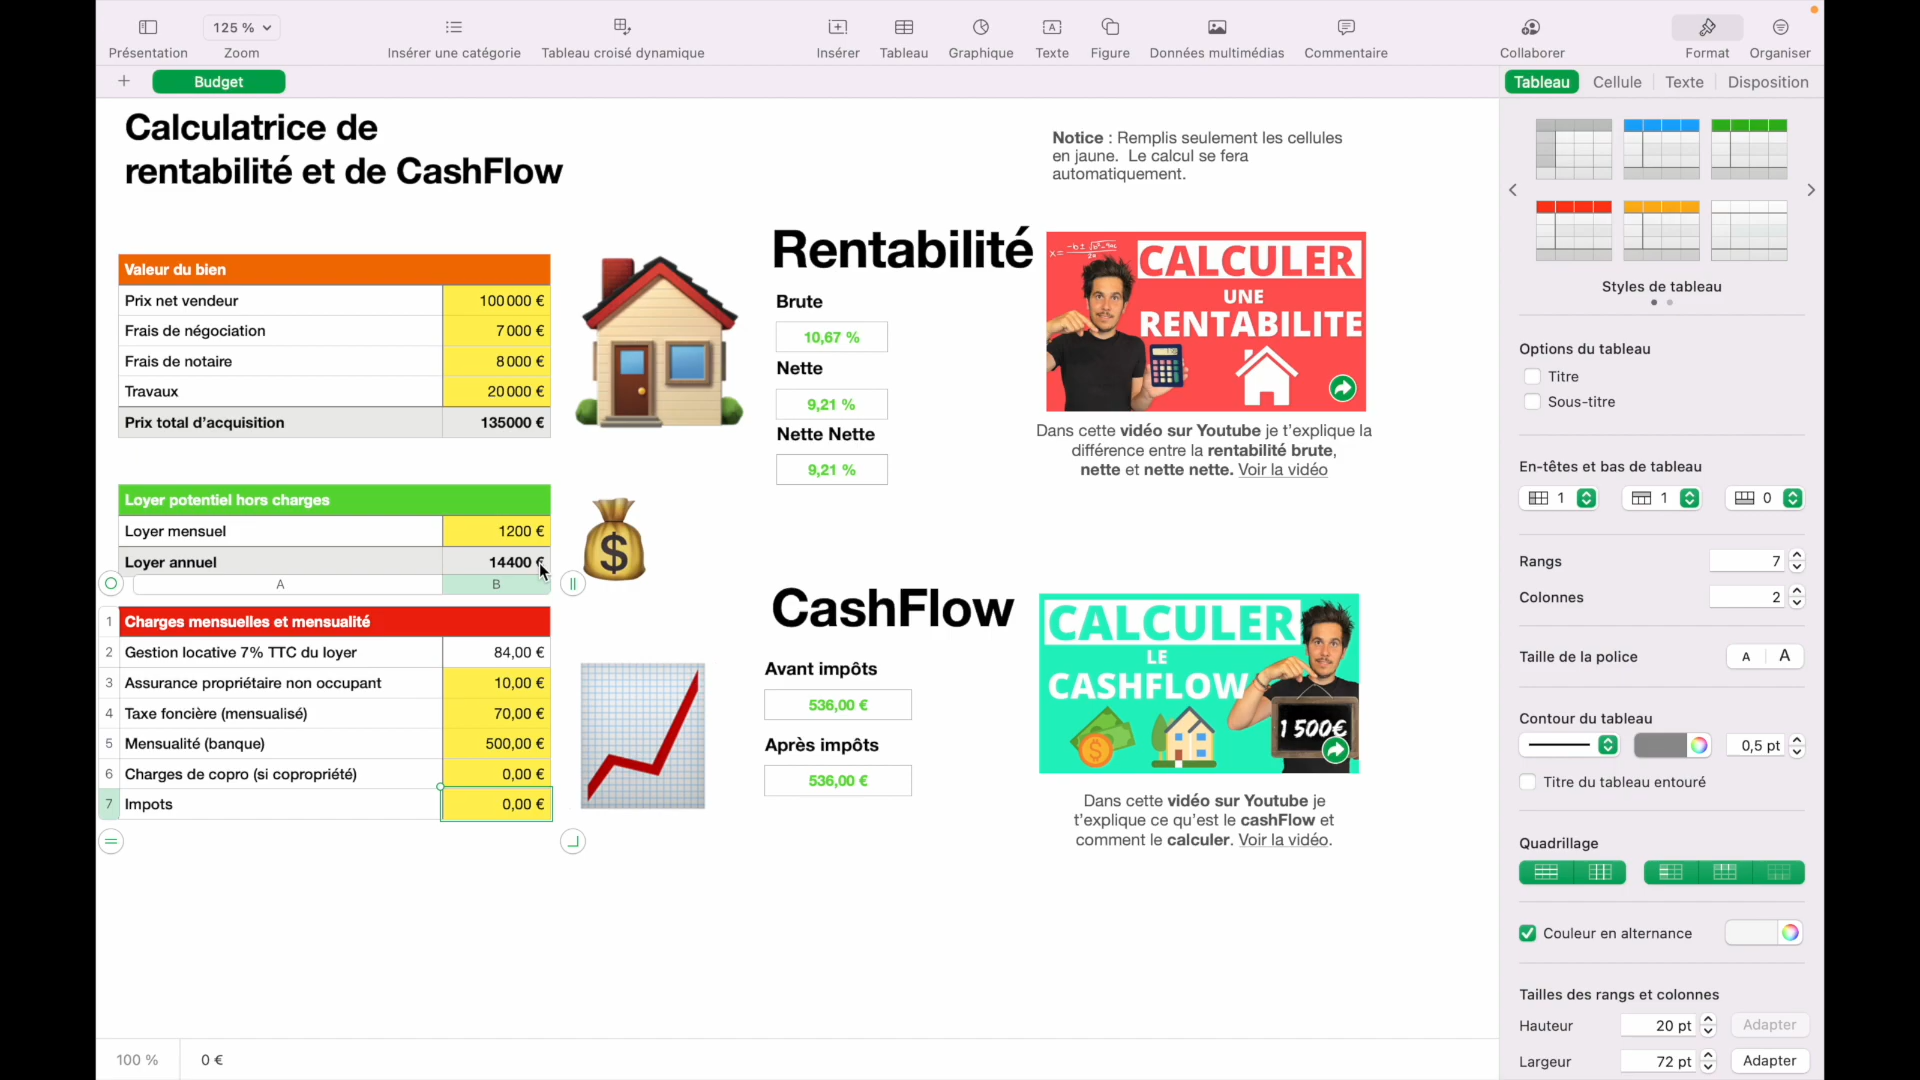 Présentation
125 %
Zoom
Insérer une catégorie
Tableau croisé dynamique
Insérer
Tableau
Graphique
Texte
Figure
Données multimédias
Commentaire
Collaborer
Format
Organiser
Budget
Tableau
Cellule
Texte
Disposition
Calculatrice de
rentabilité et de CashFlow
Notice : Remplis seulement les cellules
en jaune. Le calcul se fera
automatiquement.
Valeur du bien
Prix net vendeur 100 000 €
Frais de négociation 7 000 €
Frais de notaire 8 000 €
Travaux 20 000 €
Prix total d’acquisition 135000 €
Loyer potentiel hors charges
Loyer mensuel 1200 €
Loyer annuel 14400 €
A B
1 Charges mensuelles et mensualité
2 Gestion locative 7% TTC du loyer 84,00 €
3 Assurance propriétaire non occupant 10,00 €
4 Taxe foncière (mensualisé) 70,00 €
5 Mensualité (banque) 500,00 €
6 Charges de copro (si copropriété) 0,00 €
7 Impots 0,00 €
$
Rentabilité
Brute
10,67 %
Nette
9,21 %
Nette Nette
9,21 %
CALCULER
UNE
RENTABILITE
Dans cette vidéo sur Youtube je t’explique la
différence entre la rentabilité brute,
nette et nette nette. Voir la vidéo
CashFlow
Avant impôts
536,00 €
Après impôts
536,00 €
CALCULER
LE
CASHFLOW
1 500€
Dans cette vidéo sur Youtube je
t’explique ce qu’est le cashFlow et
comment le calculer. Voir la vidéo.
Styles de tableau
Options du tableau
Titre
Sous-titre
En-têtes et bas de tableau
1 1 0
Rangs 7
Colonnes 2
Taille de la police A A
Contour du tableau
0,5 pt
Titre du tableau entouré
Quadrillage
Couleur en alternance
Tailles des rangs et colonnes
Hauteur 20 pt Adapter
Largeur 72 pt Adapter
100 % 0 €